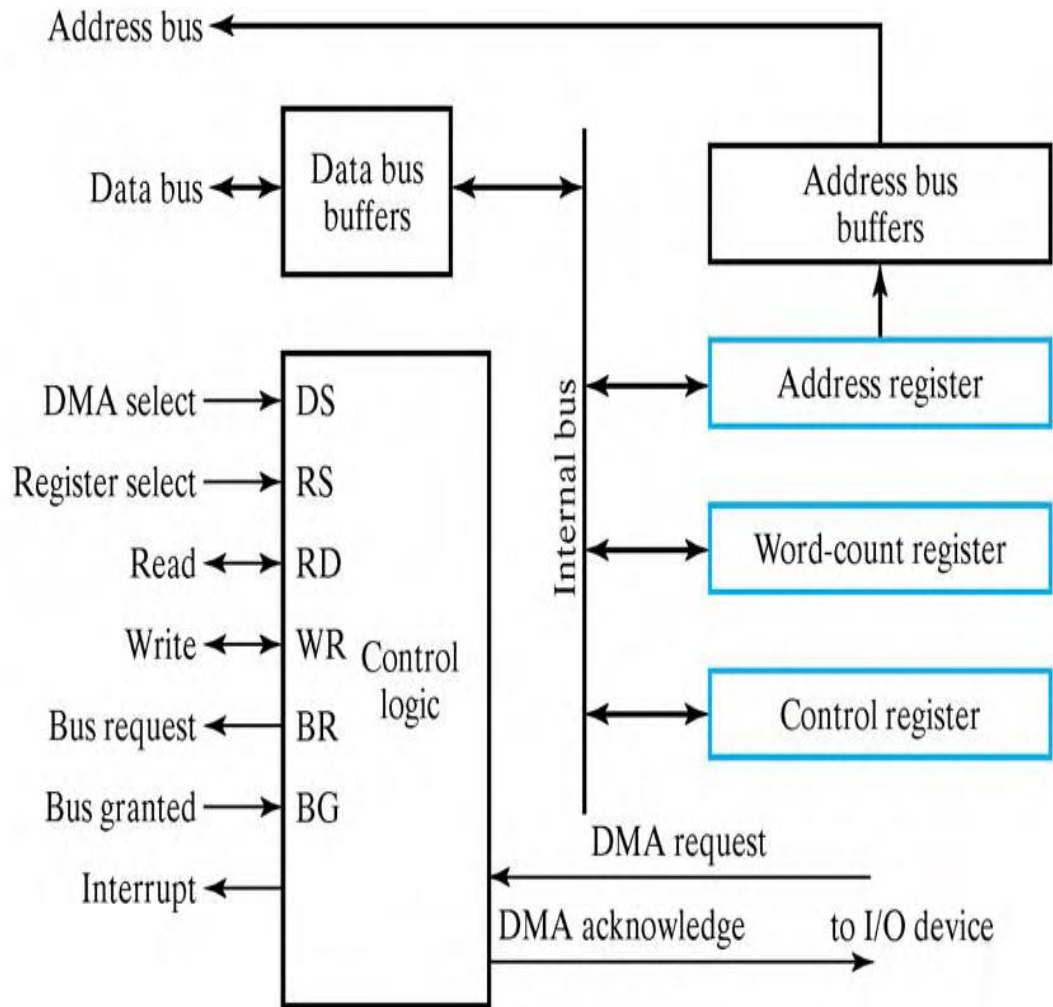 Address bus
Data bus
Data bus
buffers
Address bus
buffers
Internal bus
Address register
Word-count register
Control register
DMA select
DS
Register select
RS
Read
RD
Write
WR
Control
logic
Bus request
BR
Bus granted
BG
Interrupt
DMA request
DMA acknowledge
to I/O device